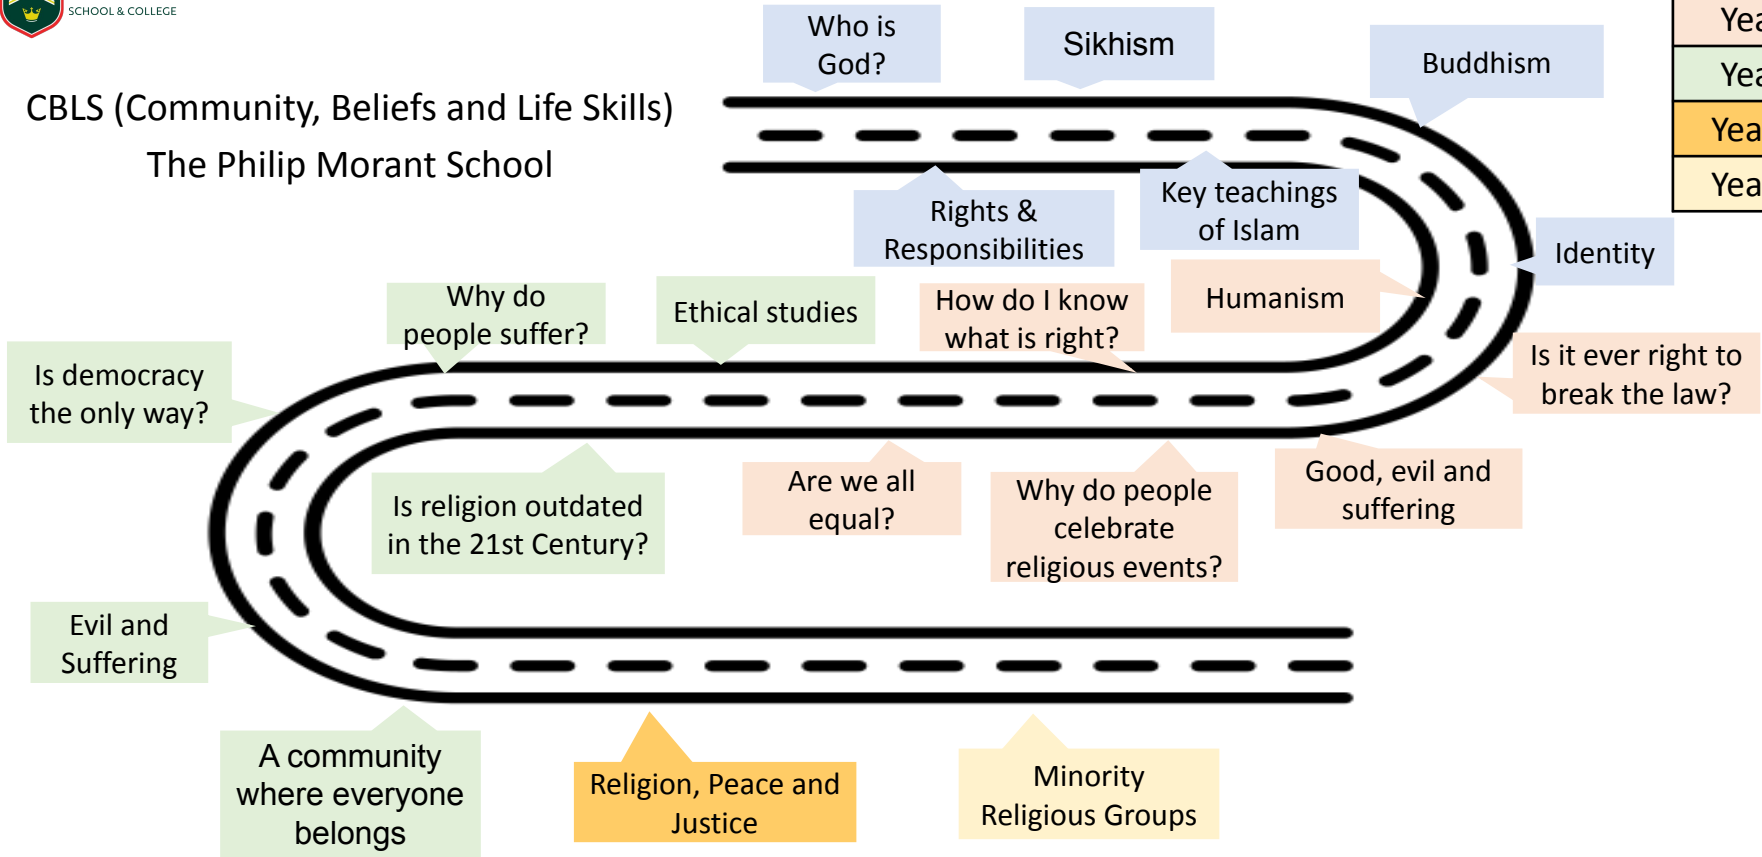 SCHOOL & COLLEGE
CBLS (Community, Beliefs and Life Skills)
The Philip Morant School
Who is
God?
Sikhism
Buddhism
Rights &
Responsibilities
Key teachings
of Islam
Identity
Humanism
How do I know
what is right?
Ethical studies
Why do
people suffer?
Is democracy
the only way?
Is it ever right to
break the law?
Good, evil and
suffering
Why do people
celebrate
religious events?
Are we all
equal?
Is religion outdated
in the 21st Century?
Evil and
Suffering
A community
where everyone
belongs
Religion, Peace and
Justice
Minority
Religious Groups